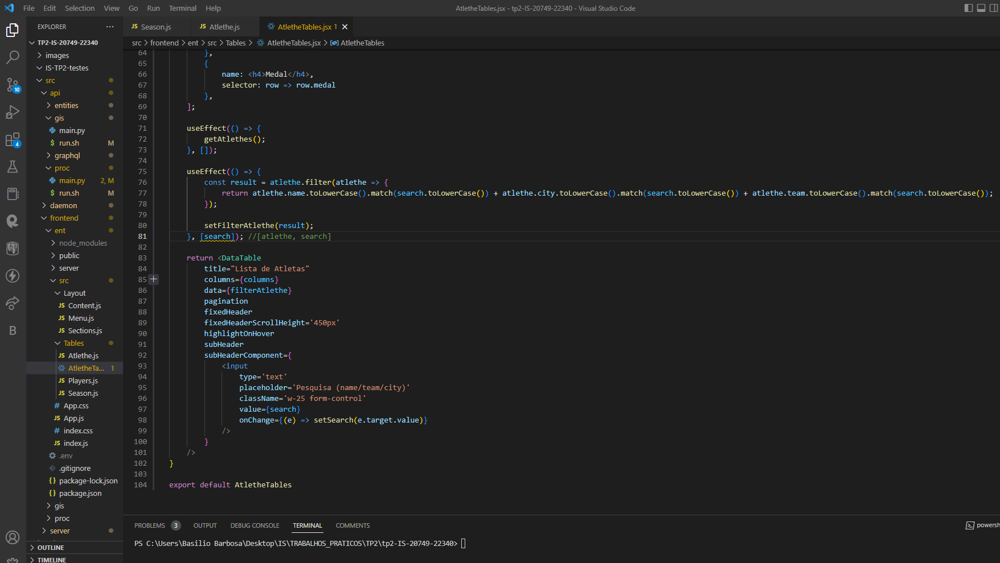 File Edit Selection View Go Run Terminal Help
AtletheTables.jsx - tp2-IS-20749-22340 - Visual Studio Code
EXPLORER ···
TP2-IS-20749-22340
images
IS-TP2-testes
src
api
entities
gis
main.py
$ run.sh M
graphql
proc
main.py 2, M
$ run.sh M
daemon
frontend
ent
node_modules
public
server
src
Layout
JS Content.js
JS Menu.js
JS Sections.js
Tables
JS Atlethe.js
AtletheTa... 1
JS Players.js
JS Season.js
# App.css
JS App.js
# index.css
JS index.js
.env
.gitignore
{} package-lock.json
{} package.json
gis
proc
server
OUTLINE
TIMELINE
10
4
B
JS Season.js JS Atlethe.js AtletheTables.jsx 1 ×
src > frontend > ent > src > Tables > AtletheTables.jsx > AtletheTables
64 },
65 {
66 name: <h4>Medal</h4>,
67 selector: row => row.medal
68 },
69 ];
70
71 useEffect(() => {
72 getAtlethes();
73 }, []);
74
75 useEffect(() => {
76 const result = atlethe.filter(atlethe => {
77 return atlethe.name.toLowerCase().match(search.toLowerCase()) + atlethe.city.toLowerCase().match(search.toLowerCase()) + atlethe.team.toLowerCase().match(search.toLowerCase());
78 });
79
80 setFilterAtlethe(result);
81 }, [search]); //[atlethe, search]
82
83 return <DataTable
84 title="Lista de Atletas"
85 columns={columns}
86 data={filterAtlethe}
87 pagination
88 fixedHeader
89 fixedHeaderScrollHeight='450px'
90 highlightOnHover
91 subHeader
92 subHeaderComponent={
93 <input
94 type='text'
95 placeholder='Pesquisa (name/team/city)'
96 className='w-25 form-control'
97 value={search}
98 onChange={(e) => setSearch(e.target.value)}
99 />
100 }
101 />
102 }
103
104 export default AtletheTables
PROBLEMS 3 OUTPUT DEBUG CONSOLE TERMINAL COMMENTS
powersh
PS C:\Users\Basilio Barbosa\Desktop\IS\TRABALHOS_PRATICOS\TP2\tp2-IS-20749-22340>